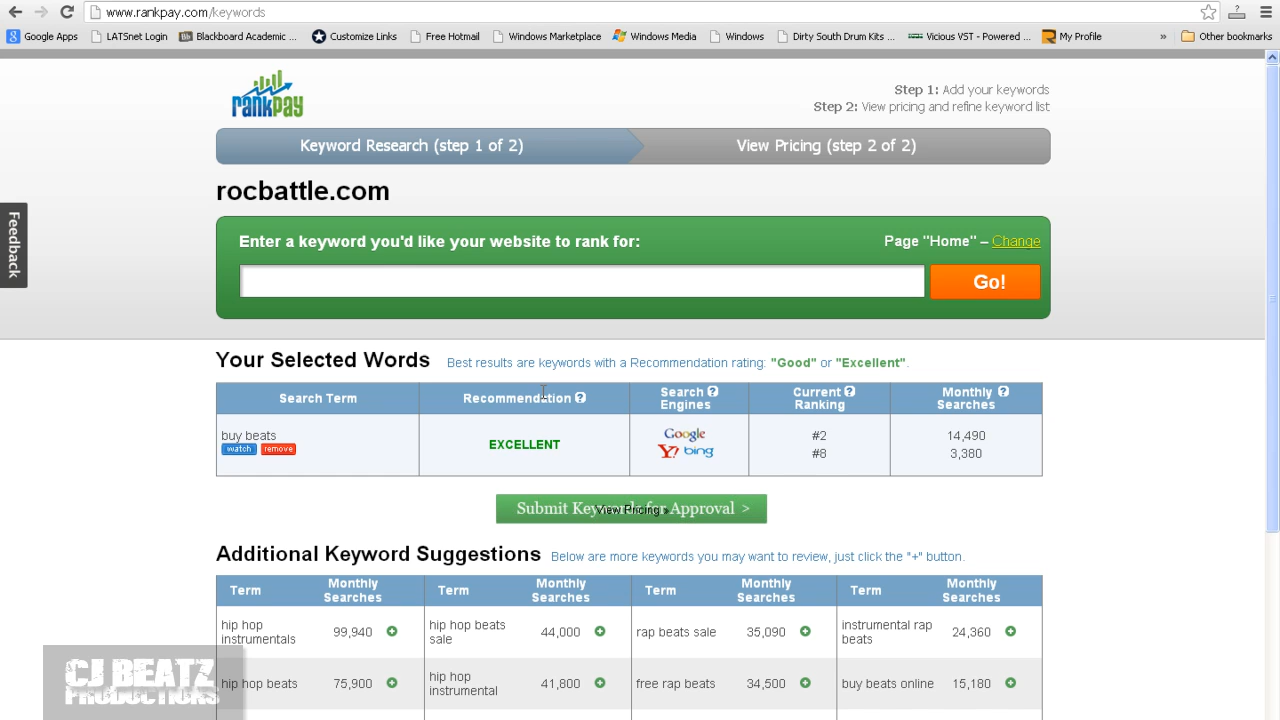 www.rankpay.com/keywords
Google Apps LATSnet Login Blackboard Academic ... Customize Links Free Hotmail Windows Marketplace Windows Media Windows Dirty South Drum Kits ... Vicious VST - Powered ... My Profile » Other bookmarks
rankpay
Step 1: Add your keywords
Step 2: View pricing and refine keyword list
Keyword Research (step 1 of 2) View Pricing (step 2 of 2)
rocbattle.com
Feedback
Enter a keyword you'd like your website to rank for: Page "Home" – Change
Go!
Your Selected Words Best results are keywords with a Recommendation rating: "Good" or "Excellent".
Search Term Recommendation ? Search Engines ? Current Ranking ? Monthly Searches ?
buy beats EXCELLENT Google #2 14,490
watch remove Y! bing #8 3,380
Submit Keywords for Approval >
View Pricing »
Additional Keyword Suggestions Below are more keywords you may want to review, just click the "+" button.
Term Monthly Searches Term Monthly Searches Term Monthly Searches Term Monthly Searches
hip hop instrumentals 99,940 hip hop beats sale 44,000 rap beats sale 35,090 instrumental rap beats 24,360
hip hop beats 75,900 hip hop instrumental 41,800 free rap beats 34,500 buy beats online 15,180
CJ BEATZ
PRODUCTIONS